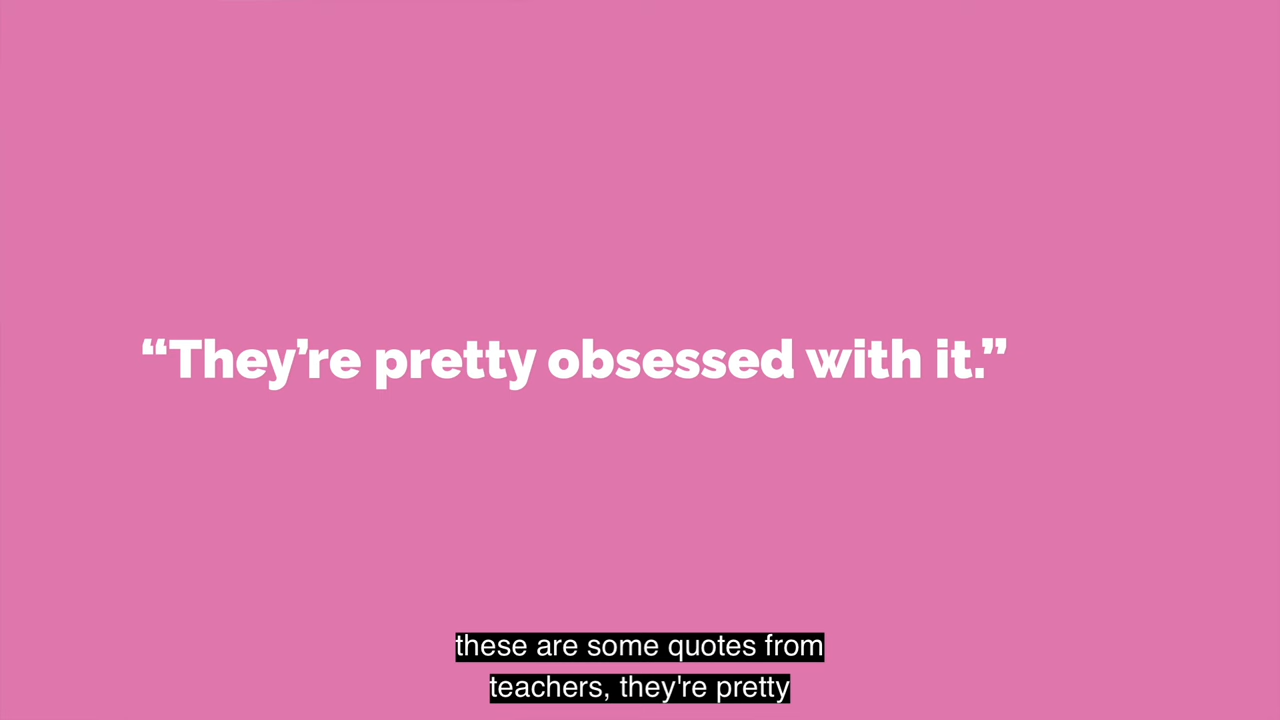 “They’re pretty obsessed with it.”
these are some quotes from
teachers, they're pretty